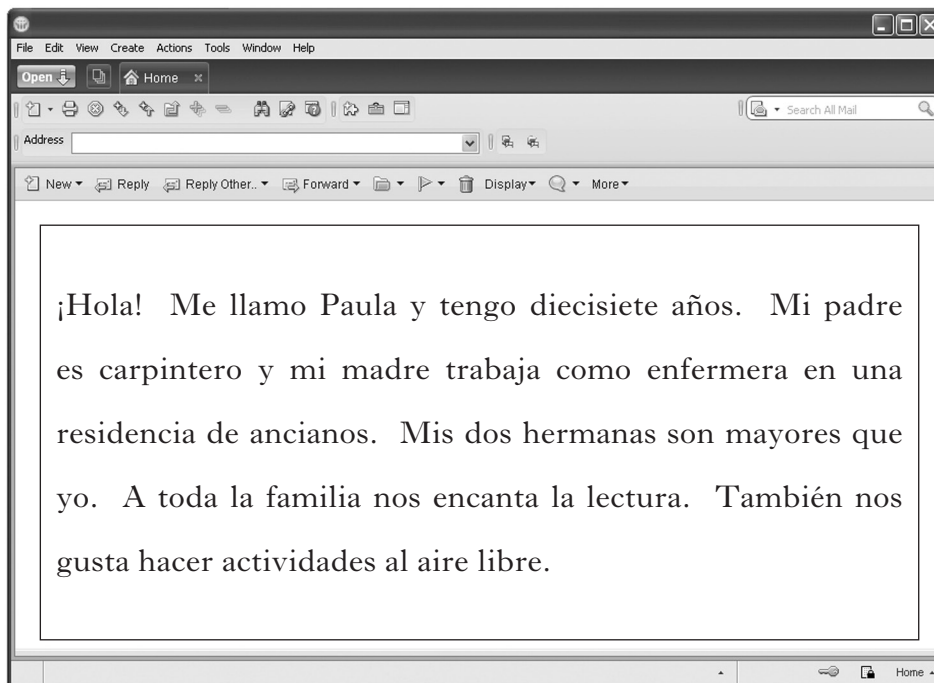 File Edit View Create Actions Tools Window Help
Open Home
Search All Mail
Address
New Reply Reply Other.. Forward Display More
¡Hola! Me llamo Paula y tengo diecisiete años. Mi padre
es carpintero y mi madre trabaja como enfermera en una
residencia de ancianos. Mis dos hermanas son mayores que
yo. A toda la familia nos encanta la lectura. También nos
gusta hacer actividades al aire libre.
Home